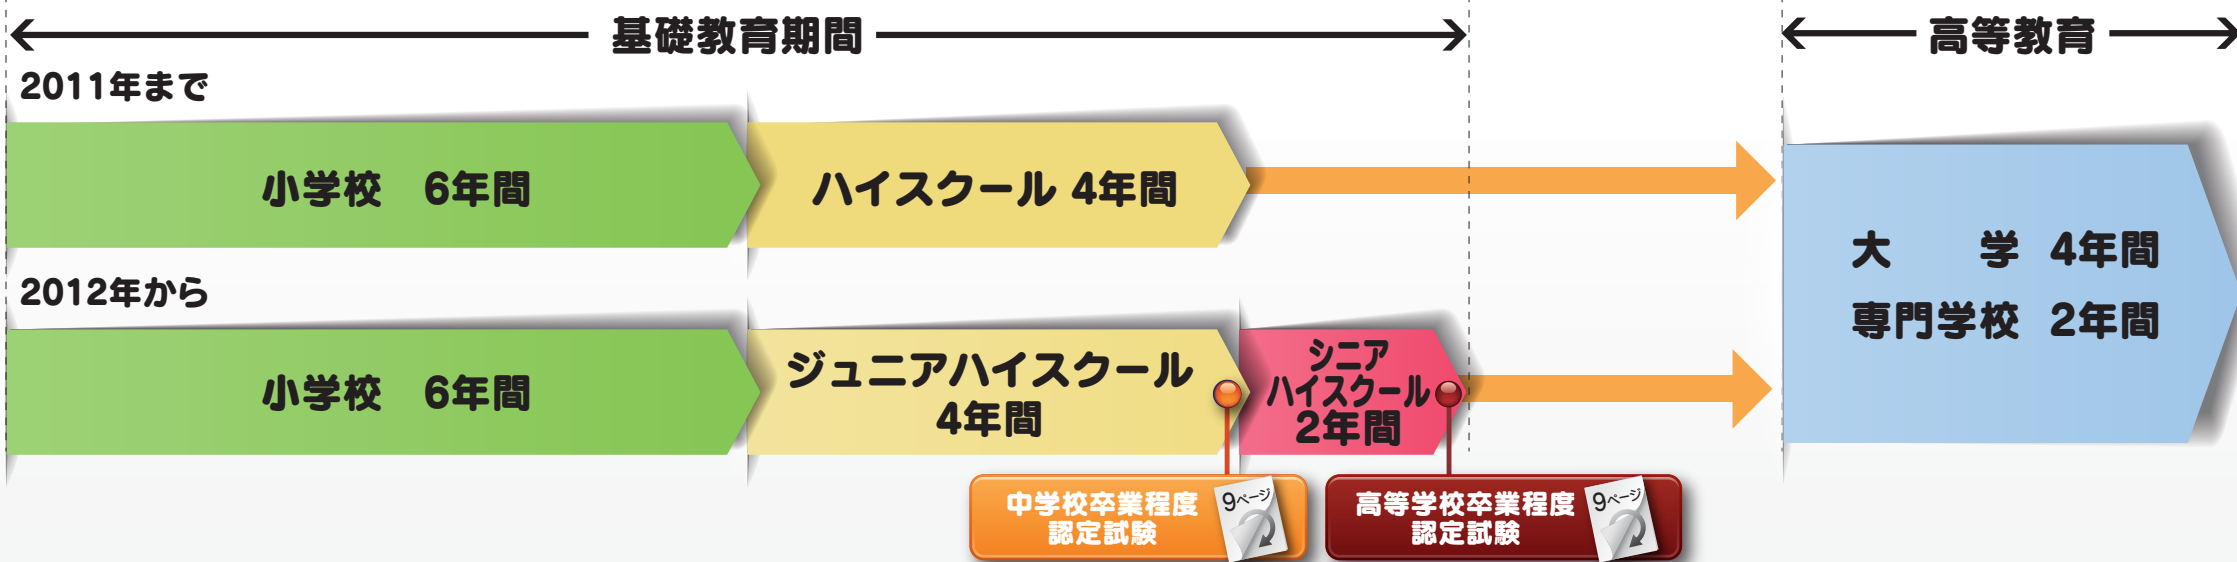 基礎教育期間
高等教育
2011年まで
小学校　6年間
ハイスクール 4年間
大　　学 4年間
専門学校 2年間
2012年から
小学校　6年間
ジュニアハイスクール
4年間
シニア
ハイスクール
2年間
中学校卒業程度
認定試験
9ページ
高等学校卒業程度
認定試験
9ページ